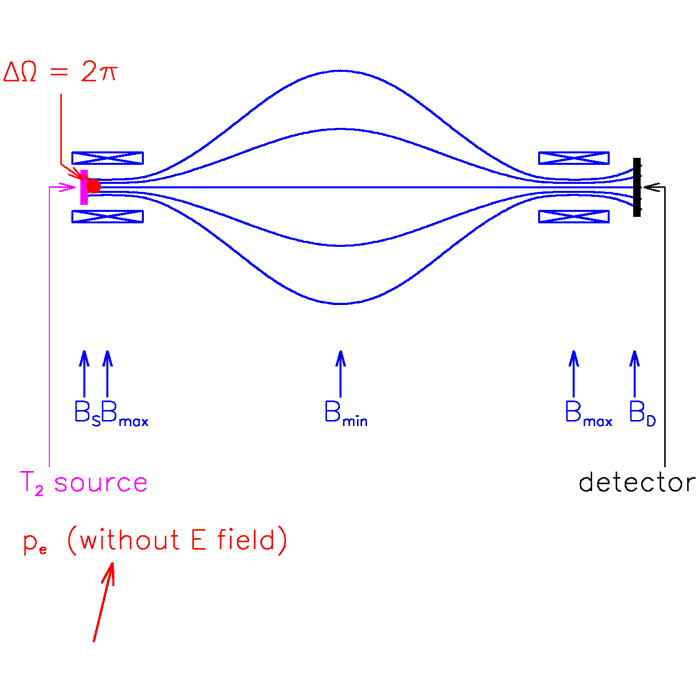 ΔΩ = 2π
B_S B_max B_min B_max B_D
T₂ source detector
p_e (without E field)